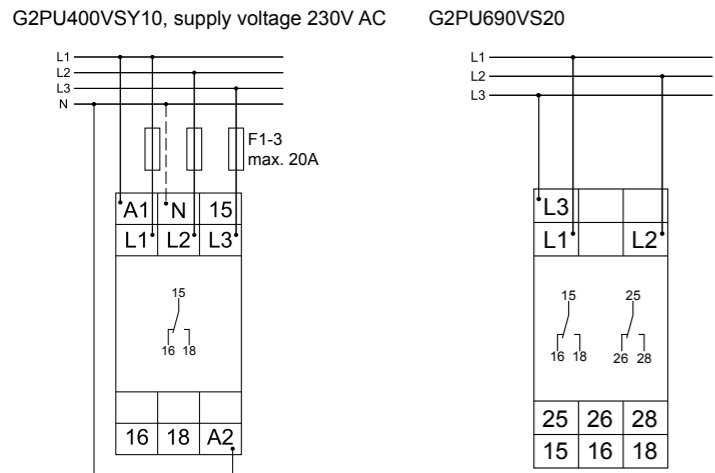 G2PU400VSY10, supply voltage 230V AC
L1
L2
L3
N
F1-3
max. 20A
A1 N 15
L1 L2 L3
15
16 18
16 18 A2
G2PU690VS20
L1
L2
L3
L3
L1 L2
15 25
16 18 26 28
25 26 28
15 16 18